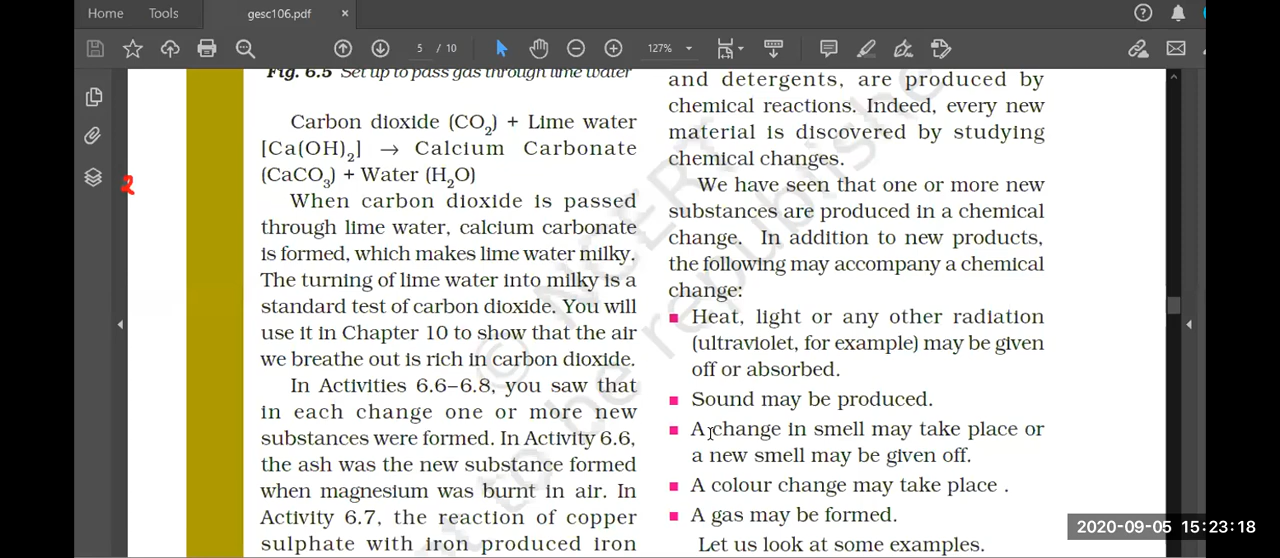 Home Tools gesc106.pdf ×
5 / 10 127%
Fig. 6.5 Set up to pass gas through lime water
Carbon dioxide (CO₂) + Lime water
[Ca(OH)₂] → Calcium Carbonate
(CaCO₃) + Water (H₂O)
When carbon dioxide is passed
through lime water, calcium carbonate
is formed, which makes lime water milky.
The turning of lime water into milky is a
standard test of carbon dioxide. You will
use it in Chapter 10 to show that the air
we breathe out is rich in carbon dioxide.
In Activities 6.6–6.8, you saw that
in each change one or more new
substances were formed. In Activity 6.6,
the ash was the new substance formed
when magnesium was burnt in air. In
Activity 6.7, the reaction of copper
sulphate with iron produced iron
and detergents, are produced by
chemical reactions. Indeed, every new
material is discovered by studying
chemical changes.
We have seen that one or more new
substances are produced in a chemical
change. In addition to new products,
the following may accompany a chemical
change:
■ Heat, light or any other radiation
(ultraviolet, for example) may be given
off or absorbed.
■ Sound may be produced.
■ A change in smell may take place or
a new smell may be given off.
■ A colour change may take place .
■ A gas may be formed.
Let us look at some examples.
© NCERT
not to be republished
2
2020-09-05 15:23:18